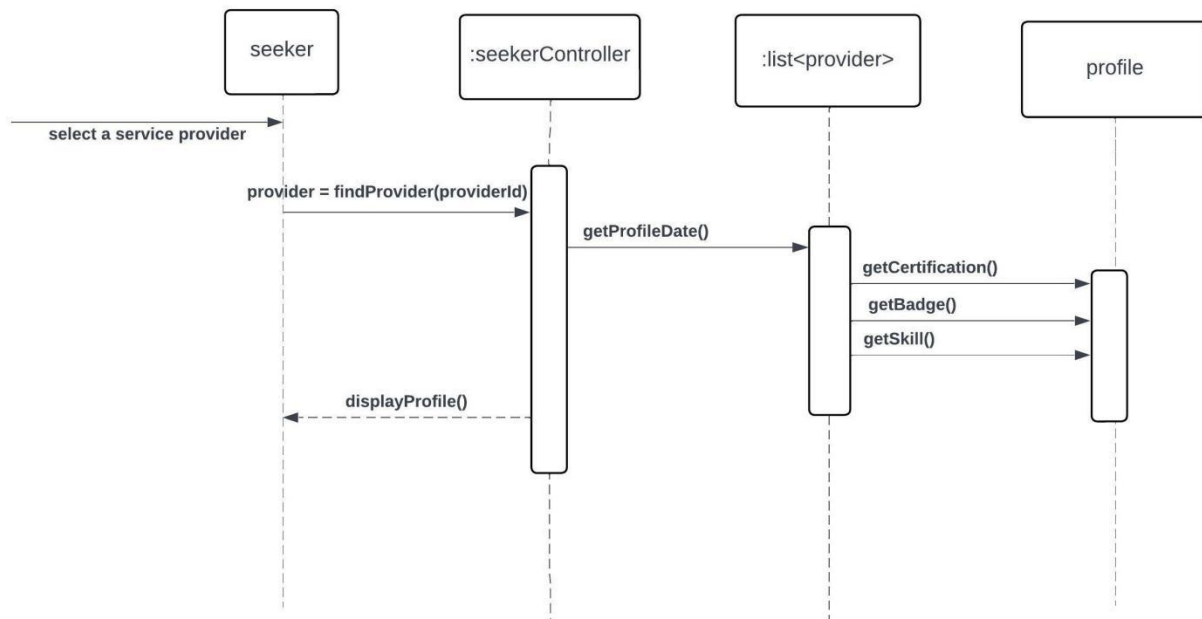 seeker
:seekerController
:list<provider>
profile
select a service provider
provider = findProvider(providerId)
getProfileDate()
getCertification()
getBadge()
getSkill()
displayProfile()